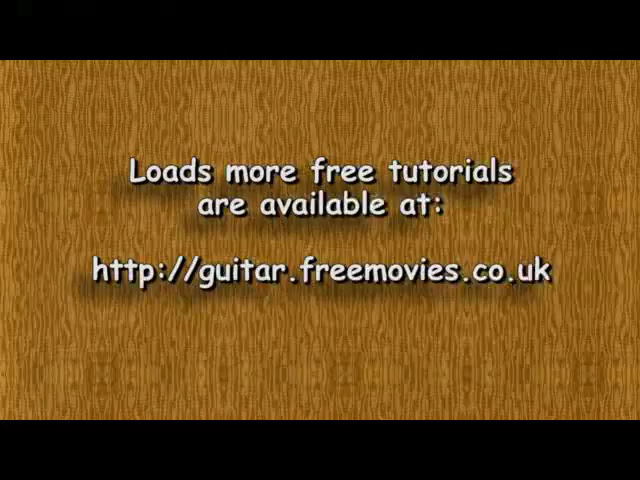 Loads more free tutorials
are available at:
http://guitar.freemovies.co.uk